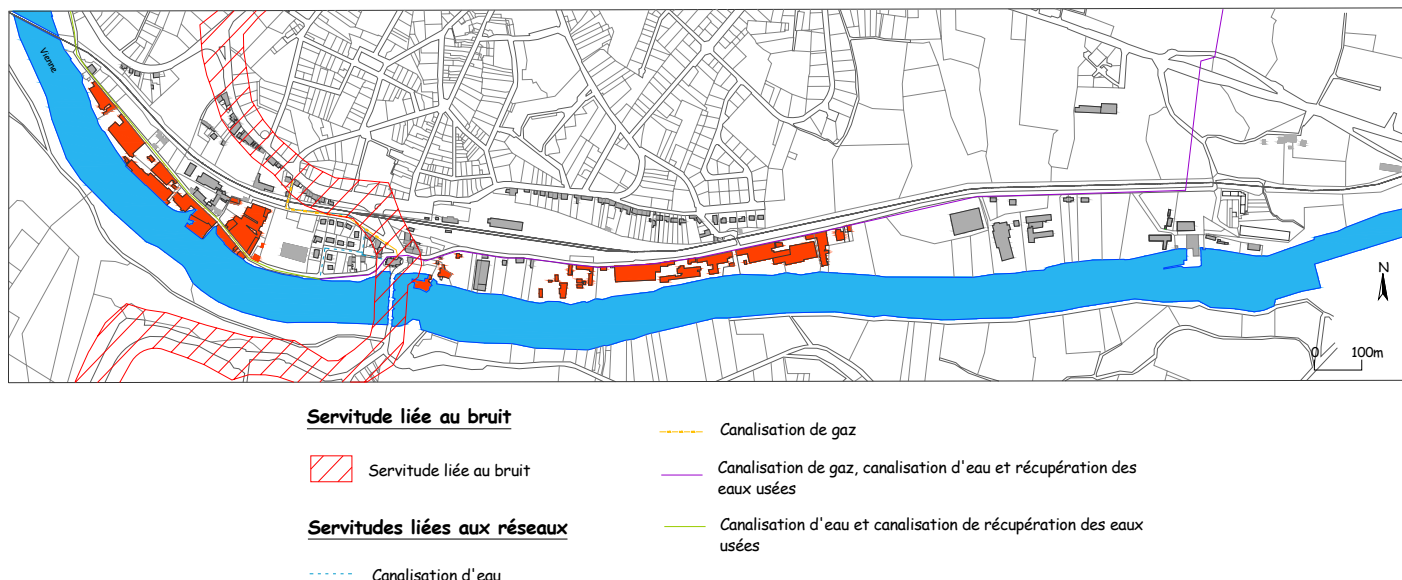 Vienne
N
0 100m
Servitude liée au bruit
Servitude liée au bruit
Servitudes liées aux réseaux
Canalisation d'eau
Canalisation de gaz
Canalisation de gaz, canalisation d'eau et récupération des
eaux usées
Canalisation d'eau et canalisation de récupération des eaux
usées